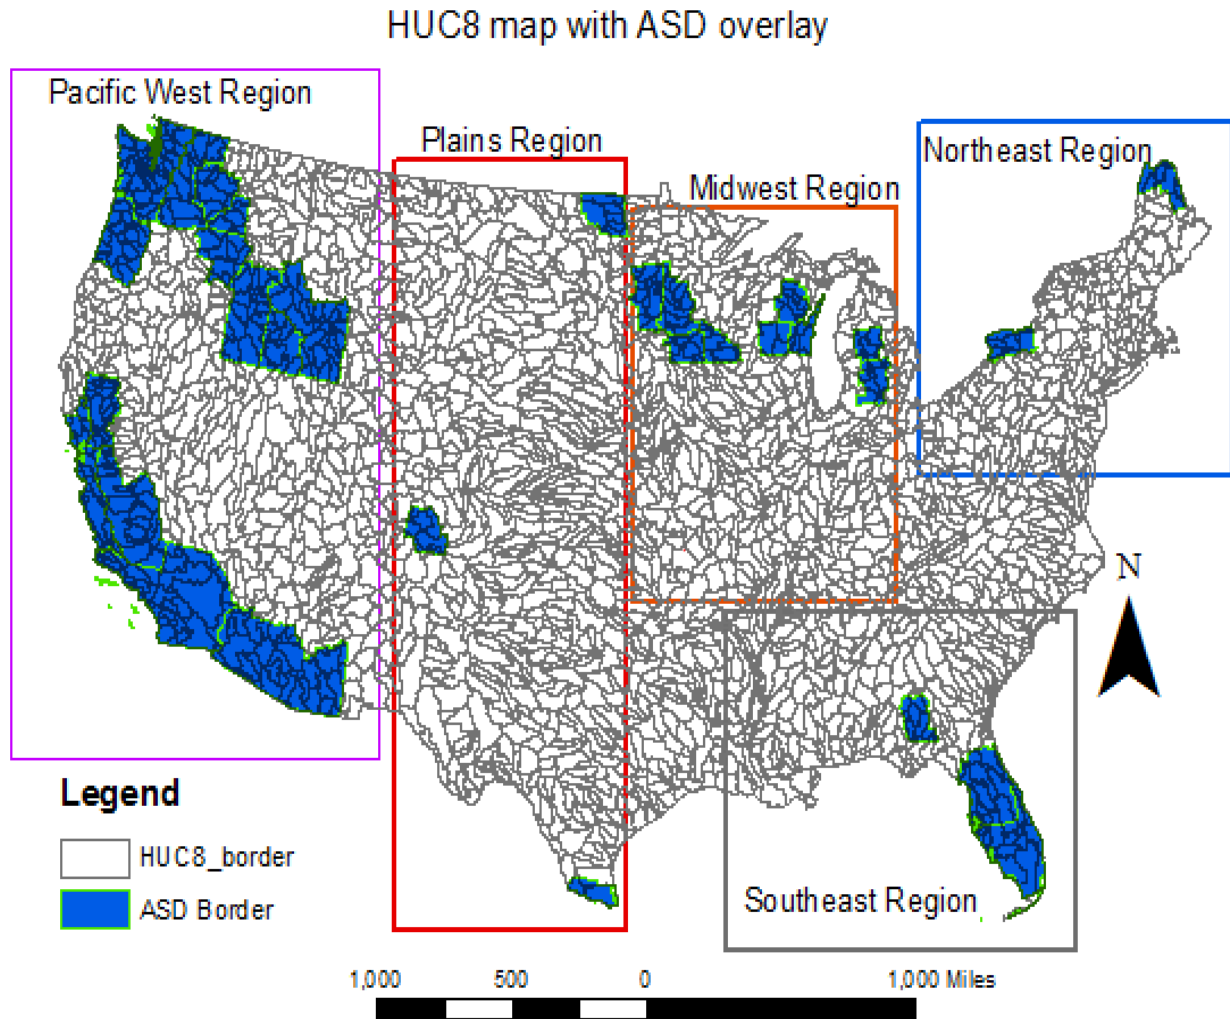 HUC8 map with ASD overlay
Pacific West Region
Plains Region
Northeast Region
Midwest Region
N
Legend
HUC8_border
ASD Border
Southeast Region
1,000 500 0 1,000 Miles